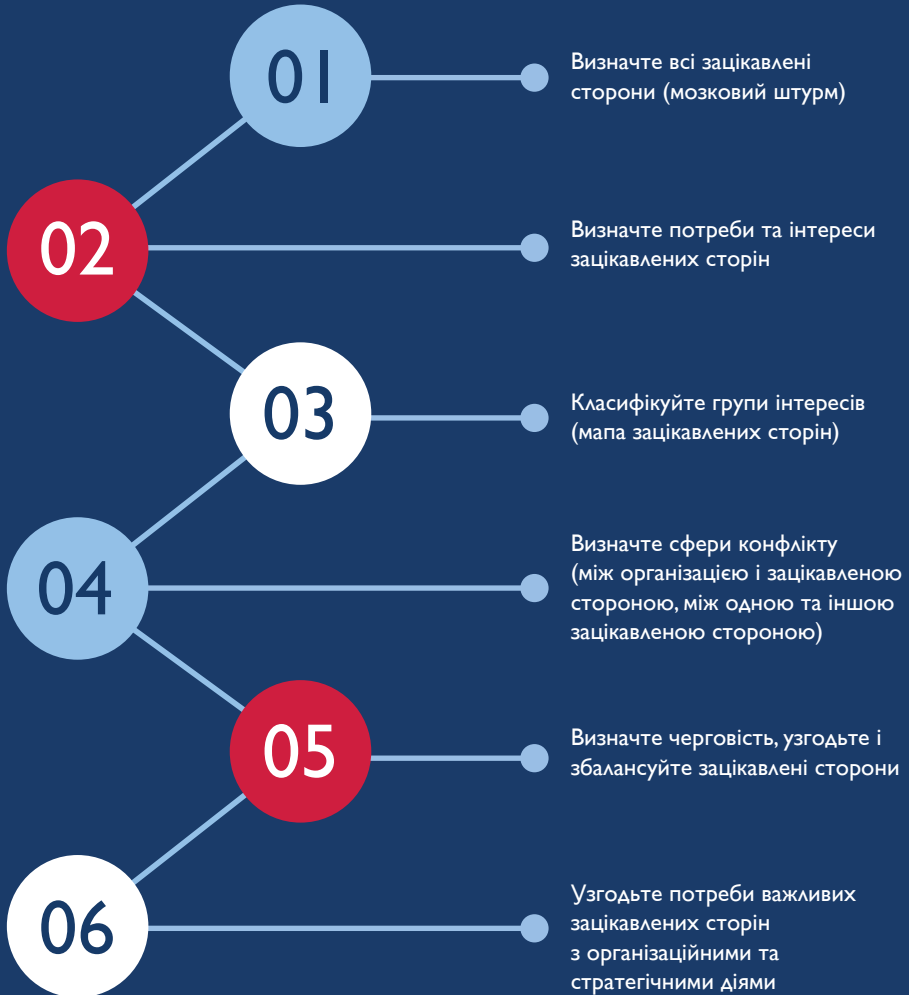 01
Визначте всі зацікавлені
сторони (мозковий штурм)
02
Визначте потреби та інтереси
зацікавлених сторін
03
Класифікуйте групи інтересів
(мапа зацікавлених сторін)
04
Визначте сфери конфлікту
(між організацією і зацікавленою
стороною, між одною та іншою
зацікавленою стороною)
05
Визначте черговість, узгодьте і
збалансуйте зацікавлені сторони
06
Узгодьте потреби важливих
зацікавлених сторін
з організаційними та
стратегічними діями